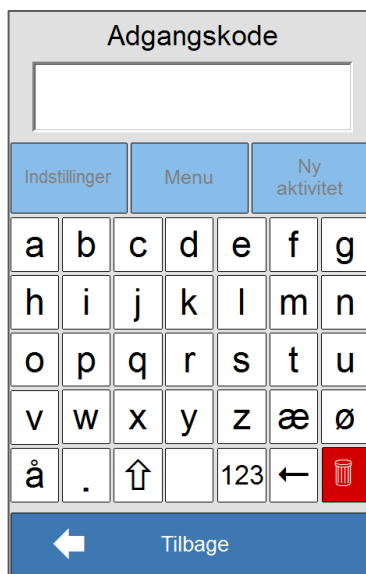 Adgangskode
Indstillinger Menu Ny aktivitet
a b c d e f g
h i j k l m n
o p q r s t u
v w x y z æ ø
å . ⇧ 123 ←
Tilbage